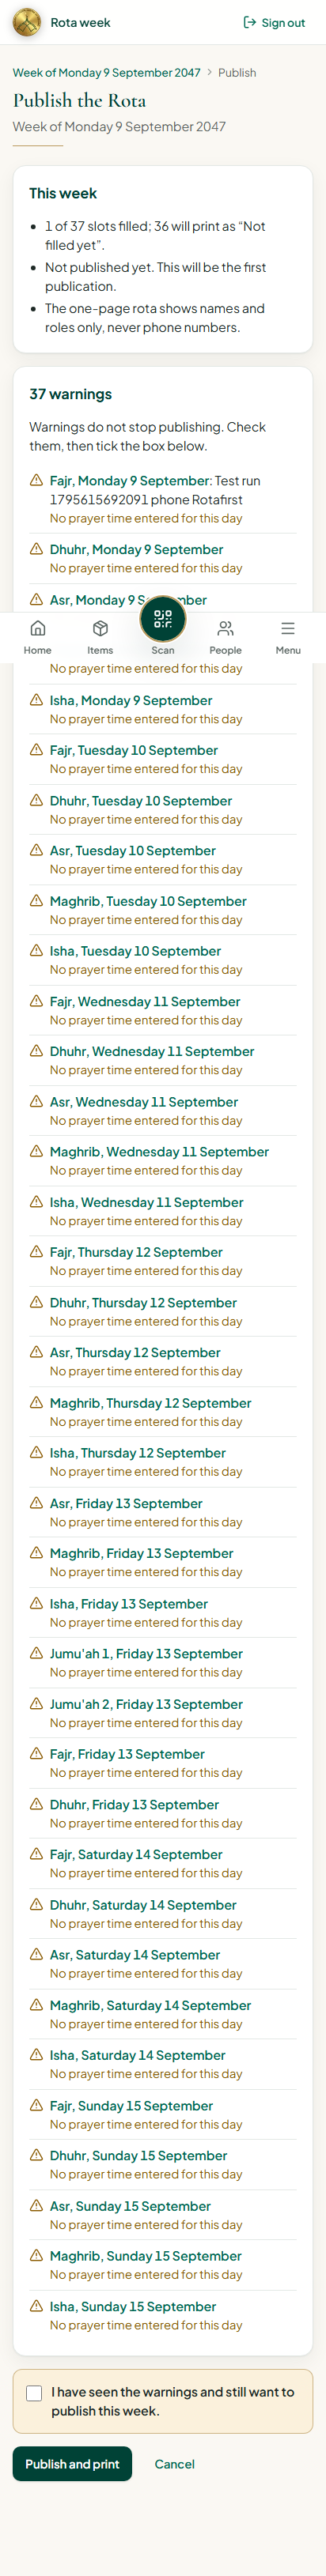 Rota week
Sign out
Week of Monday 9 September 2047 > Publish
Publish the Rota
Week of Monday 9 September 2047
This week
1 of 37 slots filled; 36 will print as “Not
filled yet”.
Not published yet. This will be the first
publication.
The one-page rota shows names and
roles only, never phone numbers.
37 warnings
Warnings do not stop publishing. Check
them, then tick the box below.
Fajr, Monday 9 September: Test run
1795615692091 phone Rotafirst
No prayer time entered for this day
Dhuhr, Monday 9 September
No prayer time entered for this day
Asr, Monday 9 September
Home
Items
Scan
People
Menu
No prayer time entered for this day
Isha, Monday 9 September
No prayer time entered for this day
Fajr, Tuesday 10 September
No prayer time entered for this day
Dhuhr, Tuesday 10 September
No prayer time entered for this day
Asr, Tuesday 10 September
No prayer time entered for this day
Maghrib, Tuesday 10 September
No prayer time entered for this day
Isha, Tuesday 10 September
No prayer time entered for this day
Fajr, Wednesday 11 September
No prayer time entered for this day
Dhuhr, Wednesday 11 September
No prayer time entered for this day
Asr, Wednesday 11 September
No prayer time entered for this day
Maghrib, Wednesday 11 September
No prayer time entered for this day
Isha, Wednesday 11 September
No prayer time entered for this day
Fajr, Thursday 12 September
No prayer time entered for this day
Dhuhr, Thursday 12 September
No prayer time entered for this day
Asr, Thursday 12 September
No prayer time entered for this day
Maghrib, Thursday 12 September
No prayer time entered for this day
Isha, Thursday 12 September
No prayer time entered for this day
Asr, Friday 13 September
No prayer time entered for this day
Maghrib, Friday 13 September
No prayer time entered for this day
Isha, Friday 13 September
No prayer time entered for this day
Jumu'ah 1, Friday 13 September
No prayer time entered for this day
Jumu'ah 2, Friday 13 September
No prayer time entered for this day
Fajr, Friday 13 September
No prayer time entered for this day
Dhuhr, Friday 13 September
No prayer time entered for this day
Fajr, Saturday 14 September
No prayer time entered for this day
Dhuhr, Saturday 14 September
No prayer time entered for this day
Asr, Saturday 14 September
No prayer time entered for this day
Maghrib, Saturday 14 September
No prayer time entered for this day
Isha, Saturday 14 September
No prayer time entered for this day
Fajr, Sunday 15 September
No prayer time entered for this day
Dhuhr, Sunday 15 September
No prayer time entered for this day
Asr, Sunday 15 September
No prayer time entered for this day
Maghrib, Sunday 15 September
No prayer time entered for this day
Isha, Sunday 15 September
No prayer time entered for this day
I have seen the warnings and still want to
publish this week.
Publish and print
Cancel